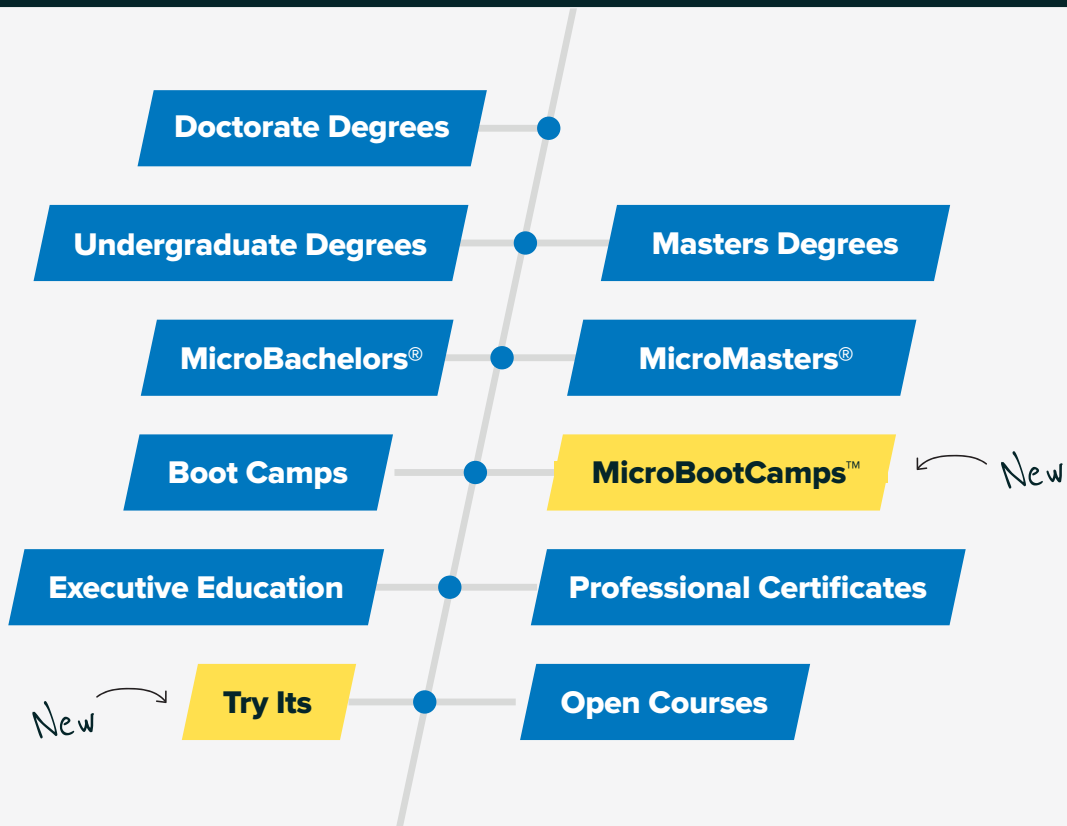 Doctorate Degrees
Undergraduate Degrees
Masters Degrees
MicroBachelors®
MicroMasters®
Boot Camps
MicroBootCamps™
New
Executive Education
Professional Certificates
New
Try Its
Open Courses